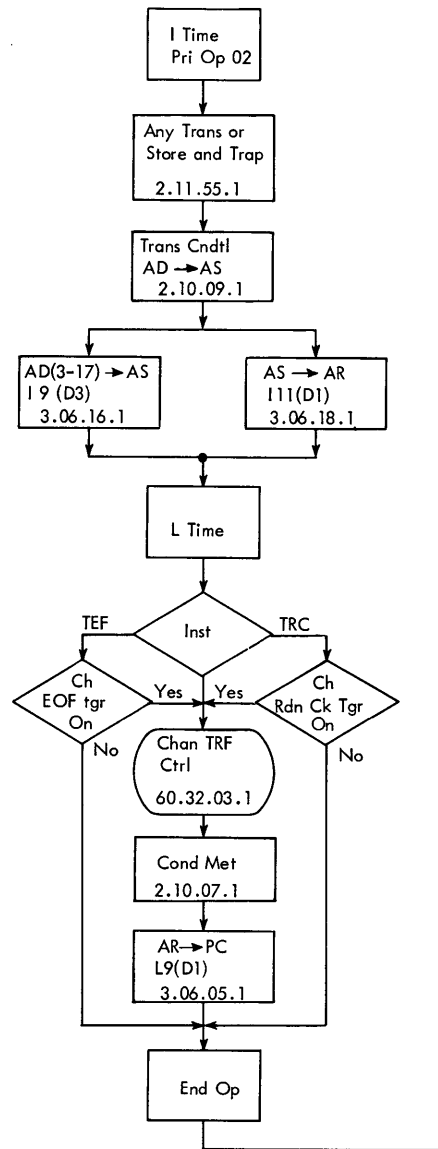 I Time
Pri Op 02
Any Trans or
Store and Trap
2.11.55.1
Trans Cndtl
AD → AS
2.10.09.1
AD(3-17) → AS
I 9 (D3)
3.06.16.1
AS → AR
I11(D1)
3.06.18.1
L Time
TEF
Inst
TRC
Ch
EOF tgr
On
Yes
No
Yes
Ch
Rdn Ck Tgr
On
No
Chan TRF
Ctrl
60.32.03.1
Cond Met
2.10.07.1
AR→PC
L9(D1)
3.06.05.1
End Op